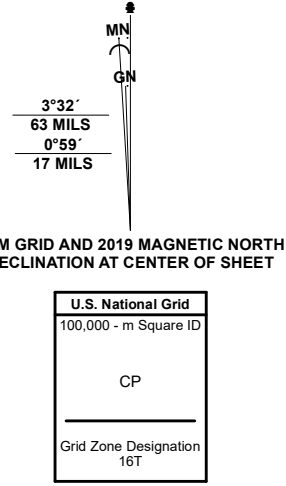 MN
GN
3°32´
63 MILS
0°59´
17 MILS
M GRID AND 2019 MAGNETIC NORTH
ECLINATION AT CENTER OF SHEET
U.S. National Grid
100,000 - m Square ID
CP
Grid Zone Designation
16T